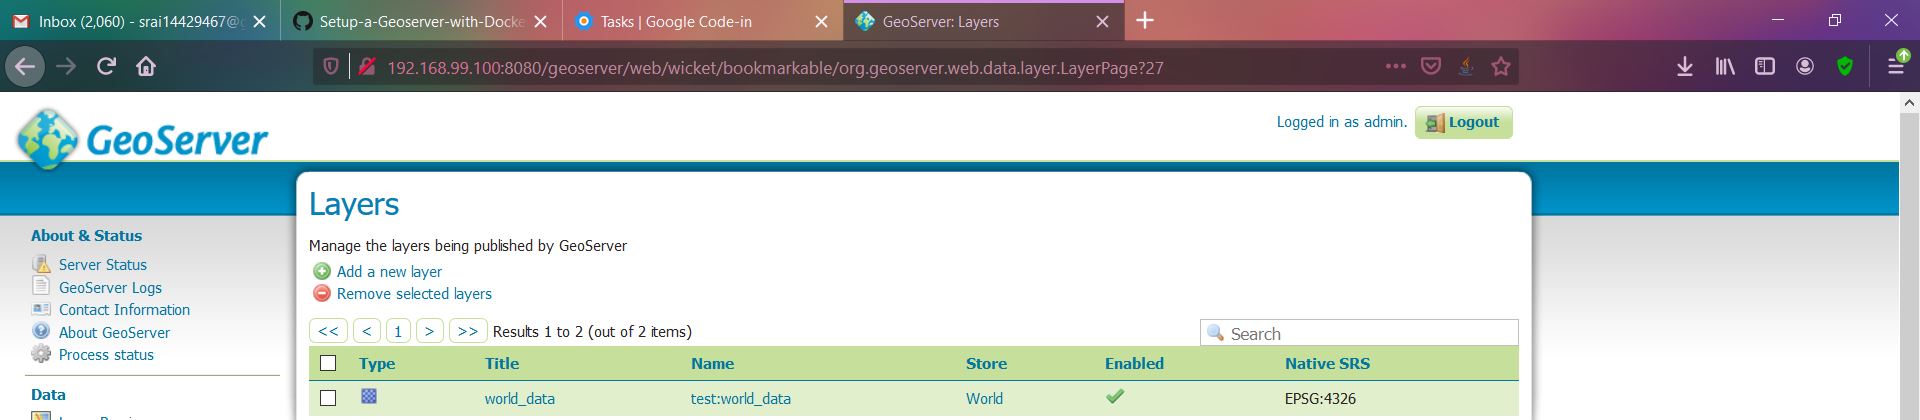 Inbox (2,060) - srai14429467@g
Setup-a-Geoserver-with-Docke
Tasks | Google Code-in
GeoServer: Layers
192.168.99.100:8080/geoserver/web/wicket/bookmarkable/org.geoserver.web.data.layer.LayerPage?27
GeoServer
Logged in as admin. Logout
About & Status
Server Status
GeoServer Logs
Contact Information
About GeoServer
Process status
Data
Layers
Manage the layers being published by GeoServer
Add a new layer
Remove selected layers
<< < 1 > >> Results 1 to 2 (out of 2 items) Search
Type Title Name Store Enabled Native SRS
world_data test:world_data World EPSG:4326